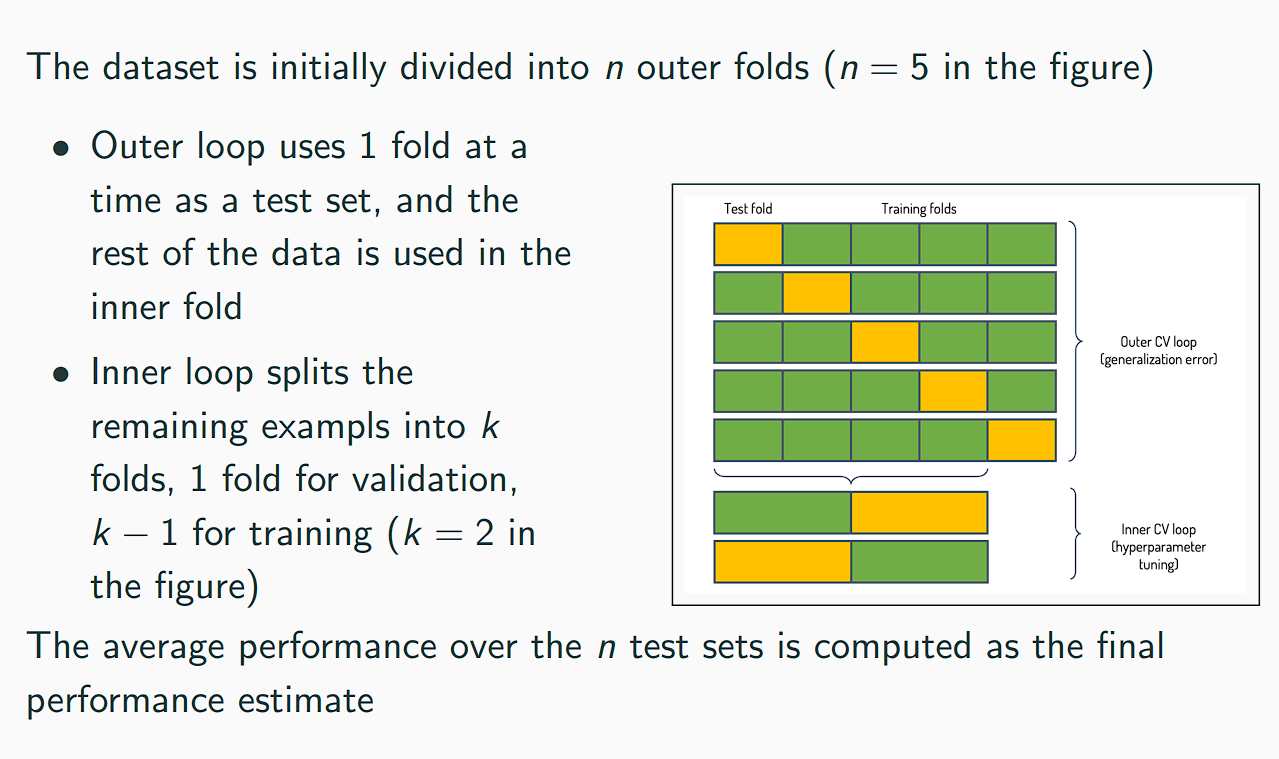 The dataset is initially divided into n outer folds (n = 5 in the figure)
• Outer loop uses 1 fold at a
time as a test set, and the
rest of the data is used in the
inner fold
• Inner loop splits the
remaining exampls into k
folds, 1 fold for validation,
k − 1 for training (k = 2 in
the figure)
Test fold
Training folds
Outer CV loop
(generalization error)
Inner CV loop
(hyperparameter
tuning)
The average performance over the n test sets is computed as the final
performance estimate